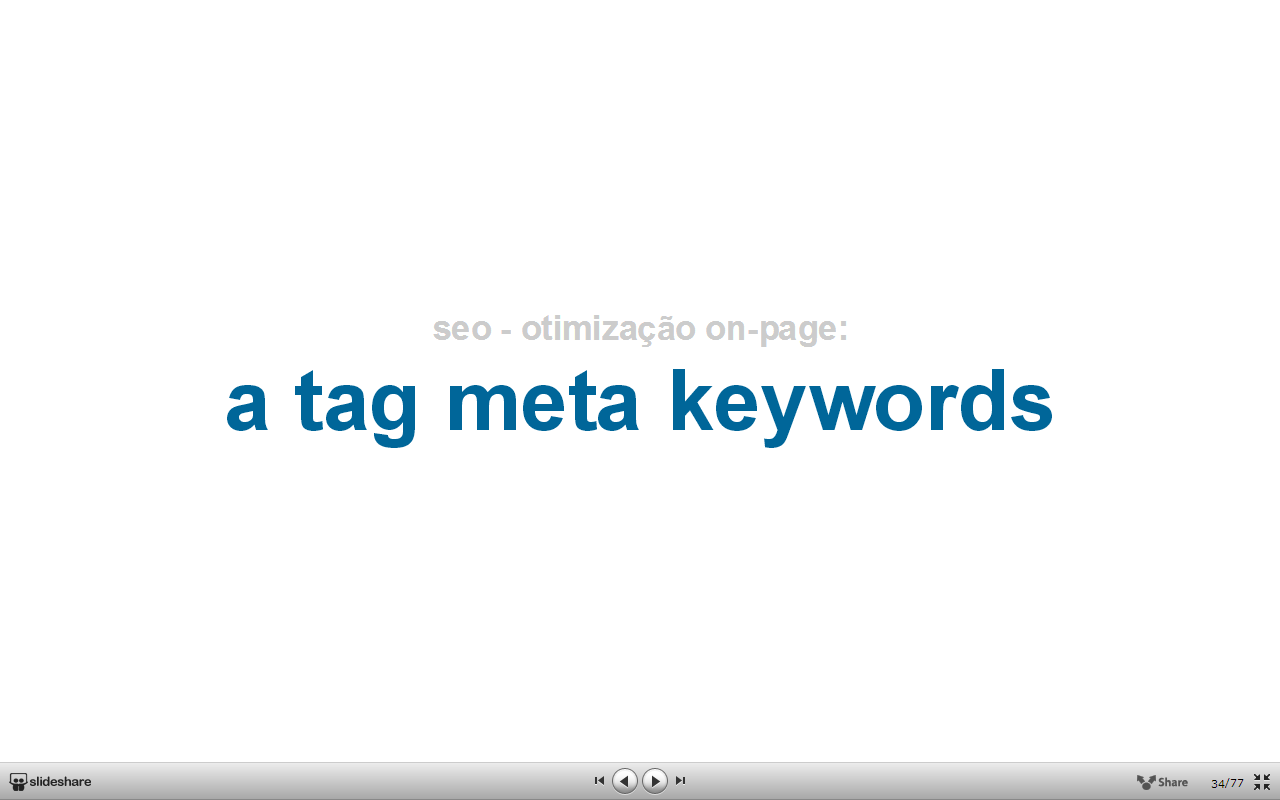 seo - otimização on-page:
a tag meta keywords
slideshare
Share
34/77